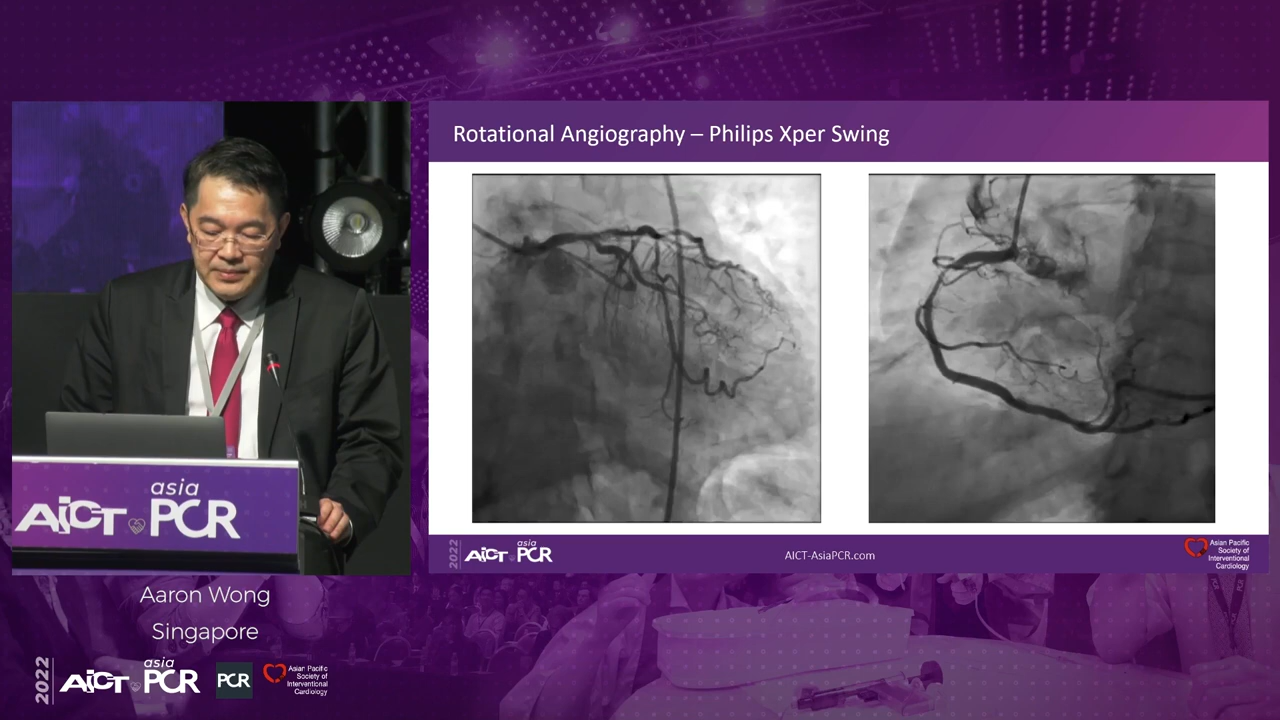 Rotational Angiography – Philips Xper Swing
asia
AICT PCR
2022
asia
AICT PCR
AICT-AsiaPCR.com
Asian Pacific
Society of
Interventional
Cardiology
Aaron Wong
Singapore
2022
asia
AICT PCR
PCR
Asian Pacific
Society of
Interventional
Cardiology